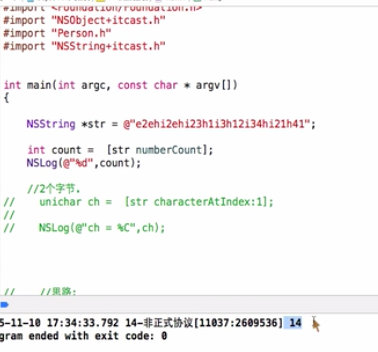 #import <Foundation/Foundation.h>
#import "NSObject+itcast.h"
#import "Person.h"
#import "NSString+itcast.h"
int main(int argc, const char * argv[])
{
NSString *str = @"e2ehi2ehi23h1i3h12i34hi21h41";
int count =  [str numberCount];
NSLog(@"%d",count);
//2个字节.
//    unichar ch =  [str characterAtIndex:1];
//
//    NSLog(@"ch = %C",ch);
//    //思路:
5-11-10 17:34:33.792 14-非正式协议[11037:2609536] 14
gram ended with exit code: 0